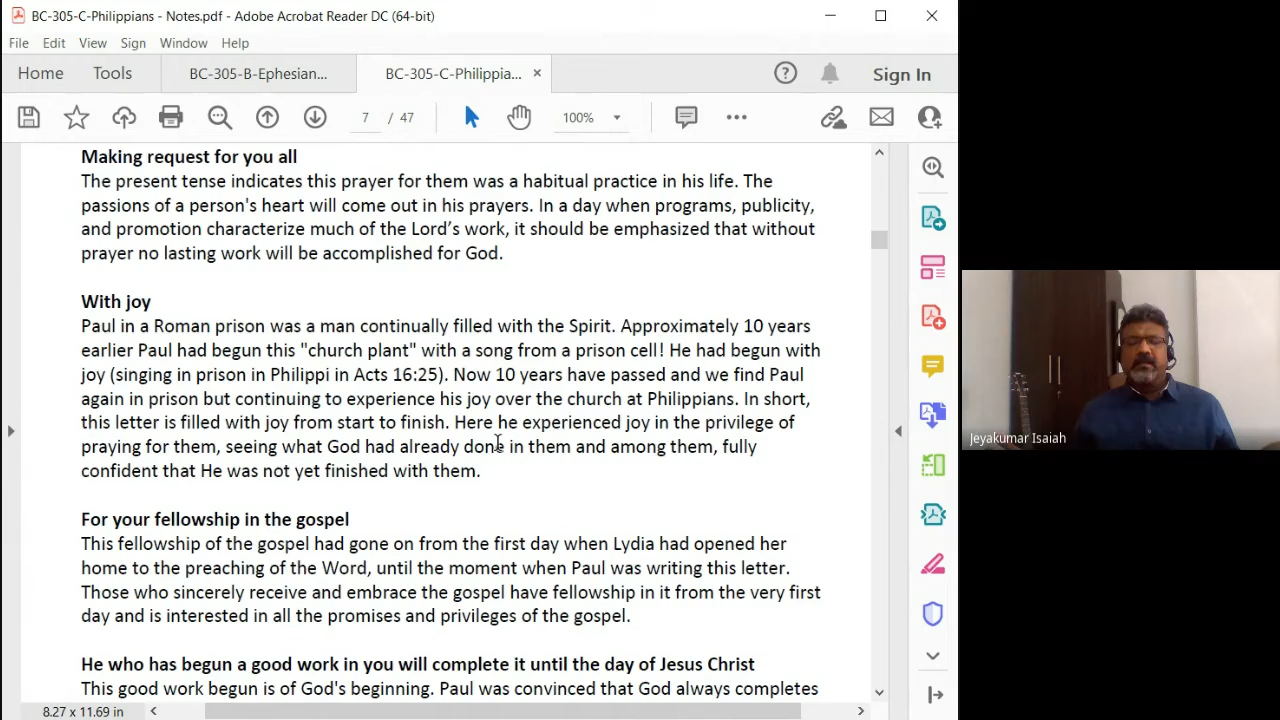 BC-305-C-Philippians - Notes.pdf - Adobe Acrobat Reader DC (64-bit)
File Edit View Sign Window Help
Home Tools BC-305-B-Ephesian... BC-305-C-Philippia... Sign In
7 / 47 100%
Making request for you all
The present tense indicates this prayer for them was a habitual practice in his life. The
passions of a person's heart will come out in his prayers. In a day when programs, publicity,
and promotion characterize much of the Lord’s work, it should be emphasized that without
prayer no lasting work will be accomplished for God.
With joy
Paul in a Roman prison was a man continually filled with the Spirit. Approximately 10 years
earlier Paul had begun this "church plant" with a song from a prison cell! He had begun with
joy (singing in prison in Philippi in Acts 16:25). Now 10 years have passed and we find Paul
again in prison but continuing to experience his joy over the church at Philippians. In short,
this letter is filled with joy from start to finish. Here he experienced joy in the privilege of
praying for them, seeing what God had already done in them and among them, fully
confident that He was not yet finished with them.
For your fellowship in the gospel
This fellowship of the gospel had gone on from the first day when Lydia had opened her
home to the preaching of the Word, until the moment when Paul was writing this letter.
Those who sincerely receive and embrace the gospel have fellowship in it from the very first
day and is interested in all the promises and privileges of the gospel.
He who has begun a good work in you will complete it until the day of Jesus Christ
This good work begun is of God's beginning. Paul was convinced that God always completes
8.27 x 11.69 in
Jeyakumar Isaiah